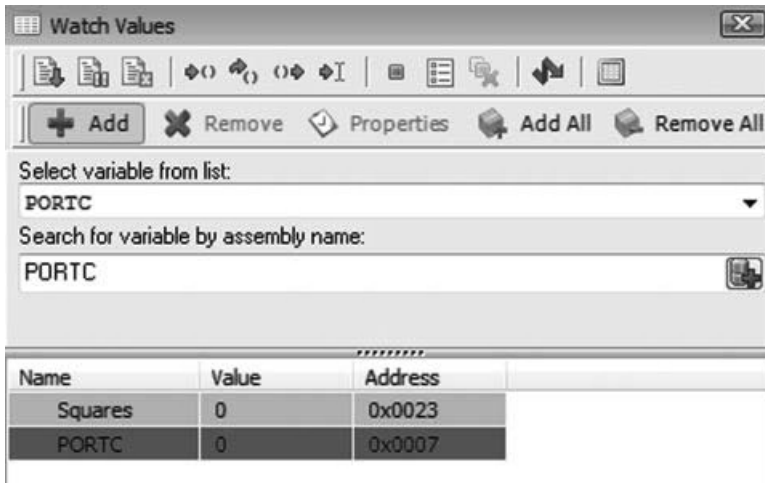 Watch Values
Add Remove Properties Add All Remove All
Select variable from list:
PORTC
Search for variable by assembly name:
PORTC
Name Value Address
Squares 0 0x0023
PORTC 0 0x0007